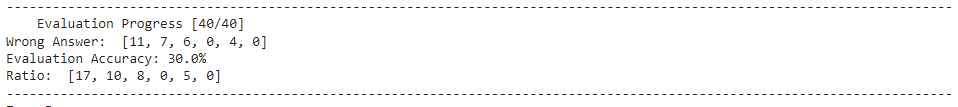 Evaluation Progress [40/40]
Wrong Answer:  [11, 7, 6, 0, 4, 0]
Evaluation Accuracy: 30.0%
Ratio:  [17, 10, 8, 0, 5, 0]